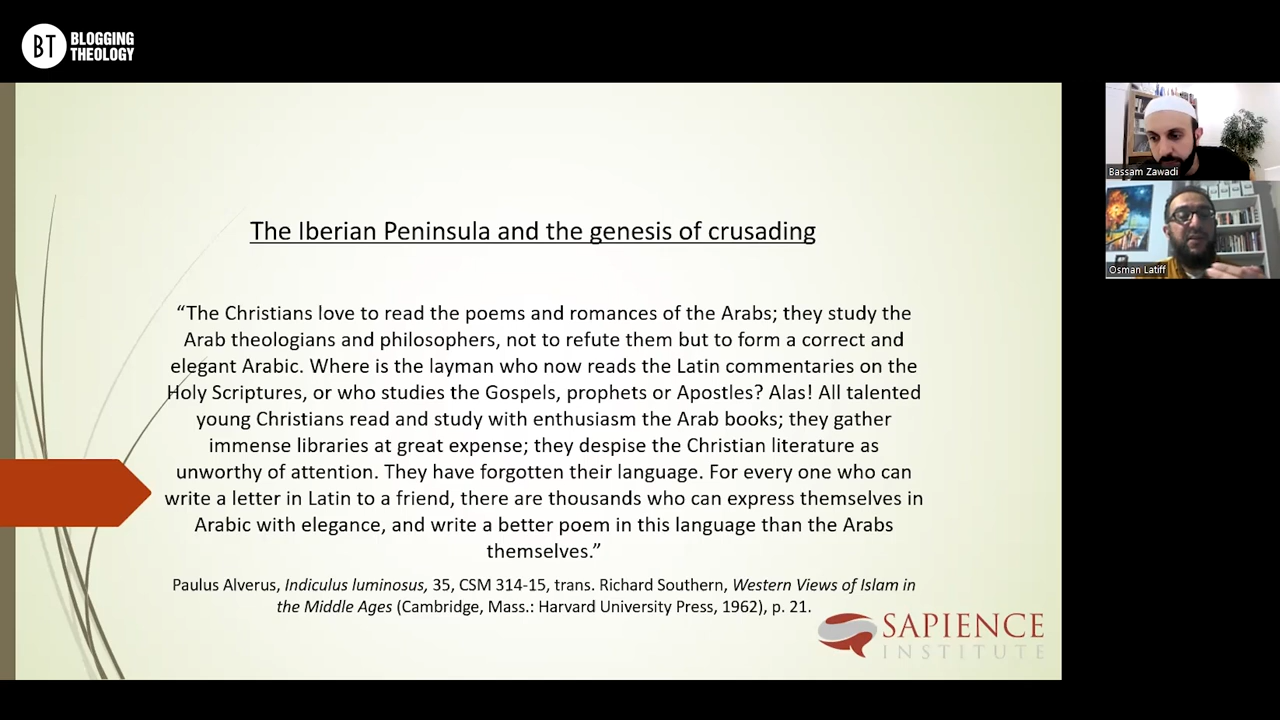 BT BLOGGING
THEOLOGY
The Iberian Peninsula and the genesis of crusading
“The Christians love to read the poems and romances of the Arabs; they study the
Arab theologians and philosophers, not to refute them but to form a correct and
elegant Arabic. Where is the layman who now reads the Latin commentaries on the
Holy Scriptures, or who studies the Gospels, prophets or Apostles? Alas! All talented
young Christians read and study with enthusiasm the Arab books; they gather
immense libraries at great expense; they despise the Christian literature as
unworthy of attention. They have forgotten their language. For every one who can
write a letter in Latin to a friend, there are thousands who can express themselves in
Arabic with elegance, and write a better poem in this language than the Arabs
themselves.”
Paulus Alverus, Indiculus luminosus, 35, CSM 314-15, trans. Richard Southern, Western Views of Islam in
the Middle Ages (Cambridge, Mass.: Harvard University Press, 1962), p. 21.
SAPIENCE
INSTITUTE
Bassam Zawadi
Osman Latiff